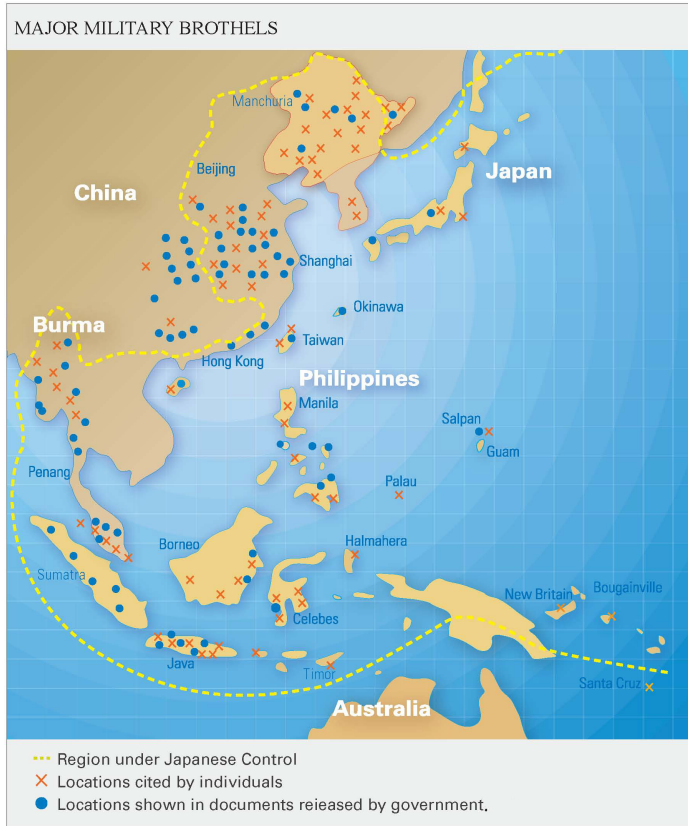 MAJOR MILITARY BROTHELS
Manchuria
Beijing
Japan
China
Shanghai
Okinawa
Burma
Taiwan
Hong Kong
Philippines
Manila
Salpan
Guam
Penang
Palau
Borneo
Halmahera
Sumatra
New Britain
Bougainville
Celebes
Java
Timor
Santa Cruz
Australia
Region under Japanese Control
Locations cited by individuals
Locations shown in documents reieased by government.